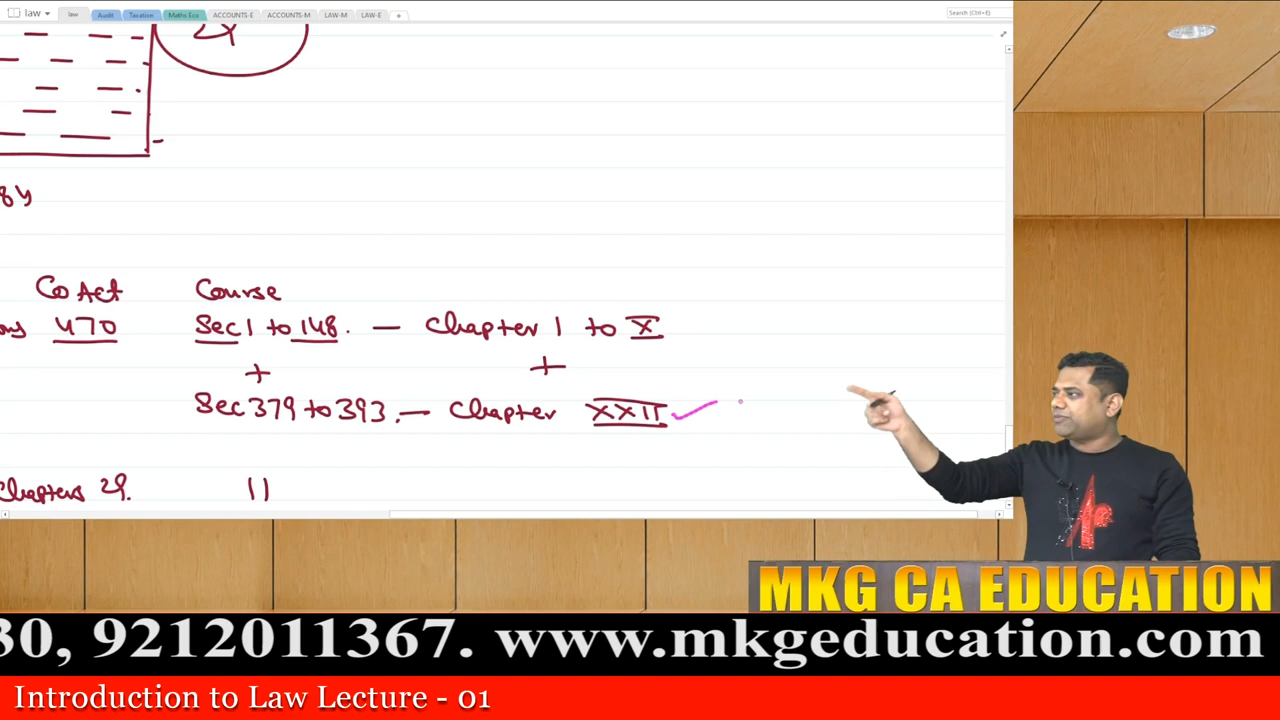 law
law Audit Taxation Maths Eco ACCOUNTS-E ACCOUNTS-M LAW-M LAW-E +
Search (Ctrl+E)
Co Act Course
470 Sec 1 to 148. — Chapter 1 to X
+ +
Sec 379 to 393. — Chapter XXII ✓
Chapters 29. 11
MKG CA EDUCATION
30, 9212011367. www.mkgeducation.com
Introduction to Law Lecture - 01